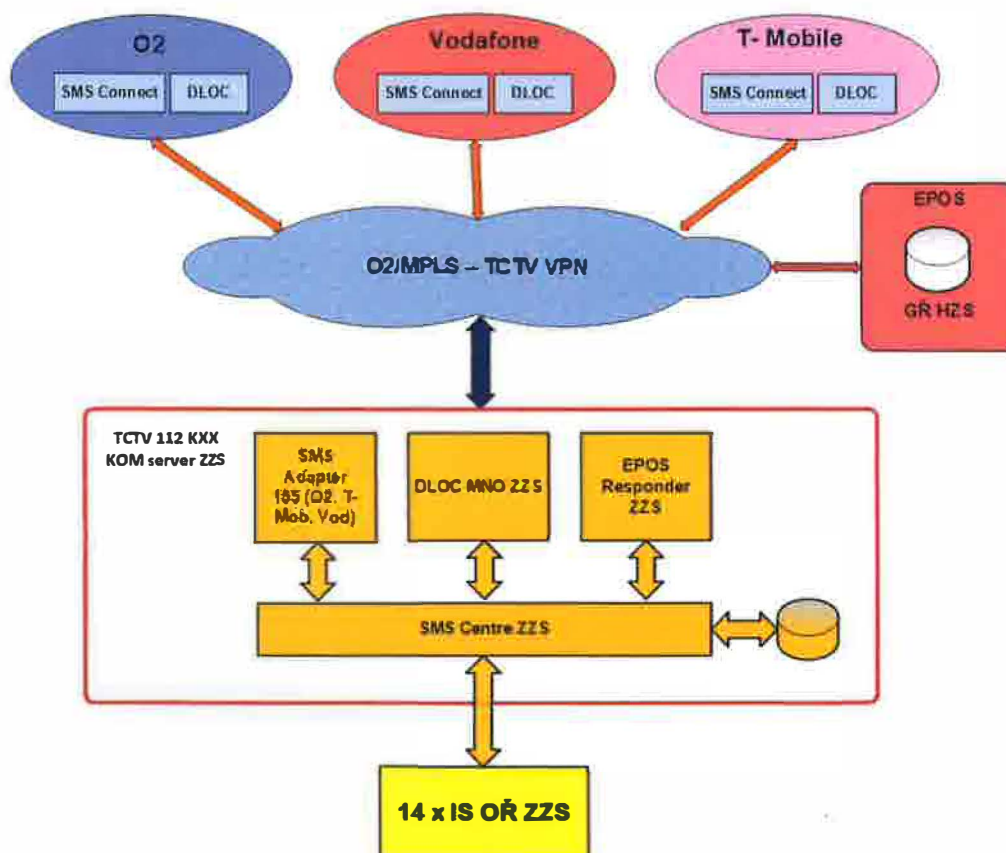 O2
SMS Connect
DLOC
Vodafone
SMS Connect
DLOC
T- Mobile
SMS Connect
DLOC
O2/MPLS – TCTV VPN
EPOS
GŘ HZS
TCTV 112 KXX
KOM server ZZS
SMS
Adapter
155 (O2, T-
Mob, Vod)
DLOC MNO ZZS
EPOS
Responder
ZZS
SMS Centre ZZS
14 x IS OŘ ZZS